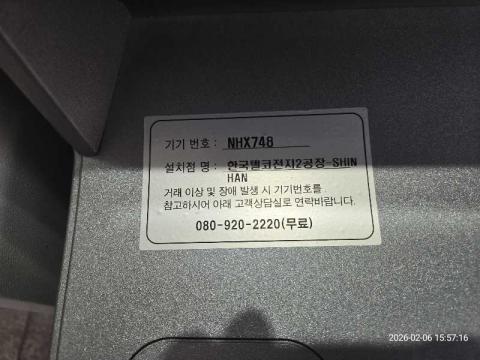 기기 번호 : NHX748
설치점 명 : 한국델코전지2공장-SHIN
HAN
거래 이상 및 장애 발생 시 기기번호를
참고하시어 아래 고객상담실로 연락바랍니다.
080-920-2220(무료)
2026-02-06 15:57:16